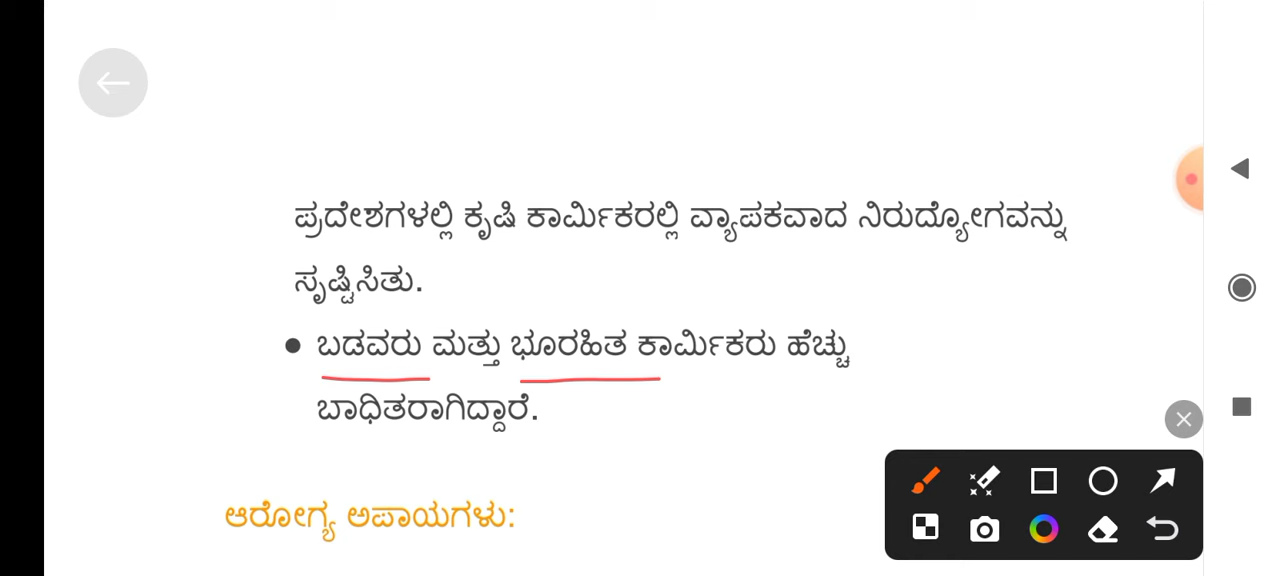 ಪ್ರದೇಶಗಳಲ್ಲಿ ಕೃಷಿ ಕಾರ್ಮಿಕರಲ್ಲಿ ವ್ಯಾಪಕವಾದ ನಿರುದ್ಯೋಗವನ್ನು
ಸೃಷ್ಟಿಸಿತು.
● ಬಡವರು ಮತ್ತು ಭೂರಹಿತ ಕಾರ್ಮಿಕರು ಹೆಚ್ಚು
ಬಾಧಿತರಾಗಿದ್ದಾರೆ.
ಆರೋಗ್ಯ ಅಪಾಯಗಳು: